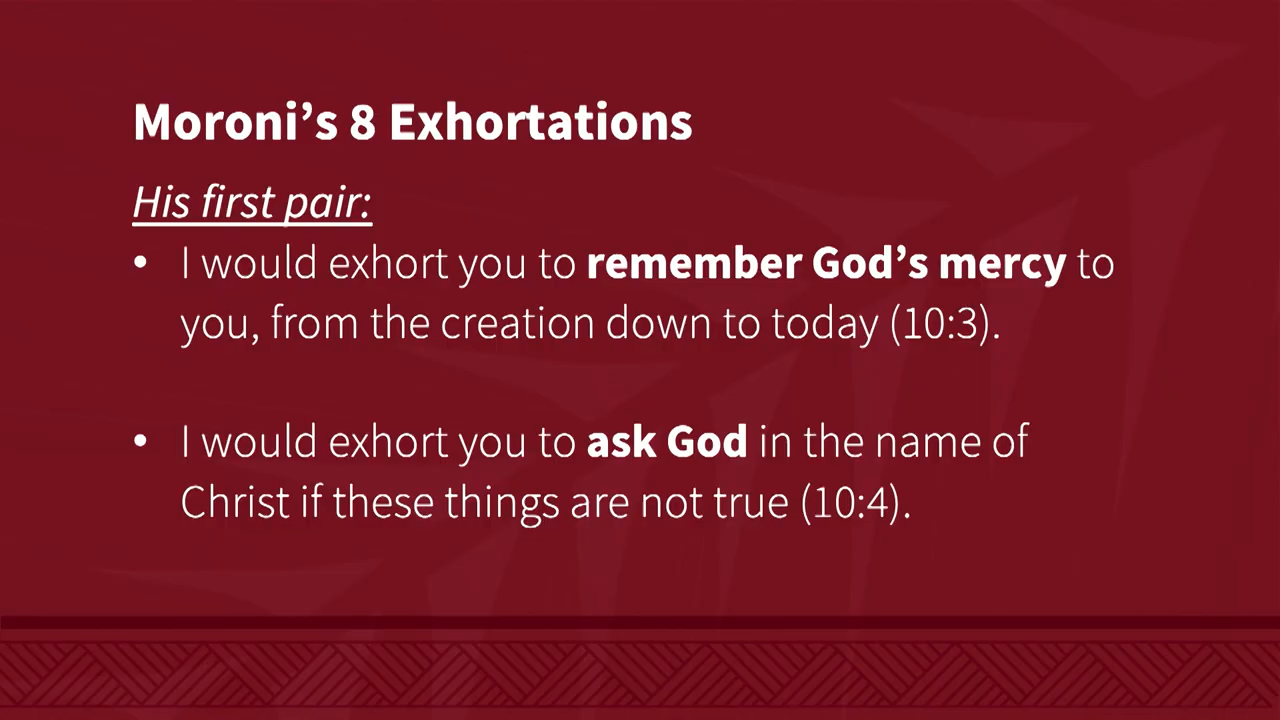 Moroni’s 8 Exhortations
His first pair:
• I would exhort you to remember God’s mercy to
you, from the creation down to today (10:3).
• I would exhort you to ask God in the name of
Christ if these things are not true (10:4).